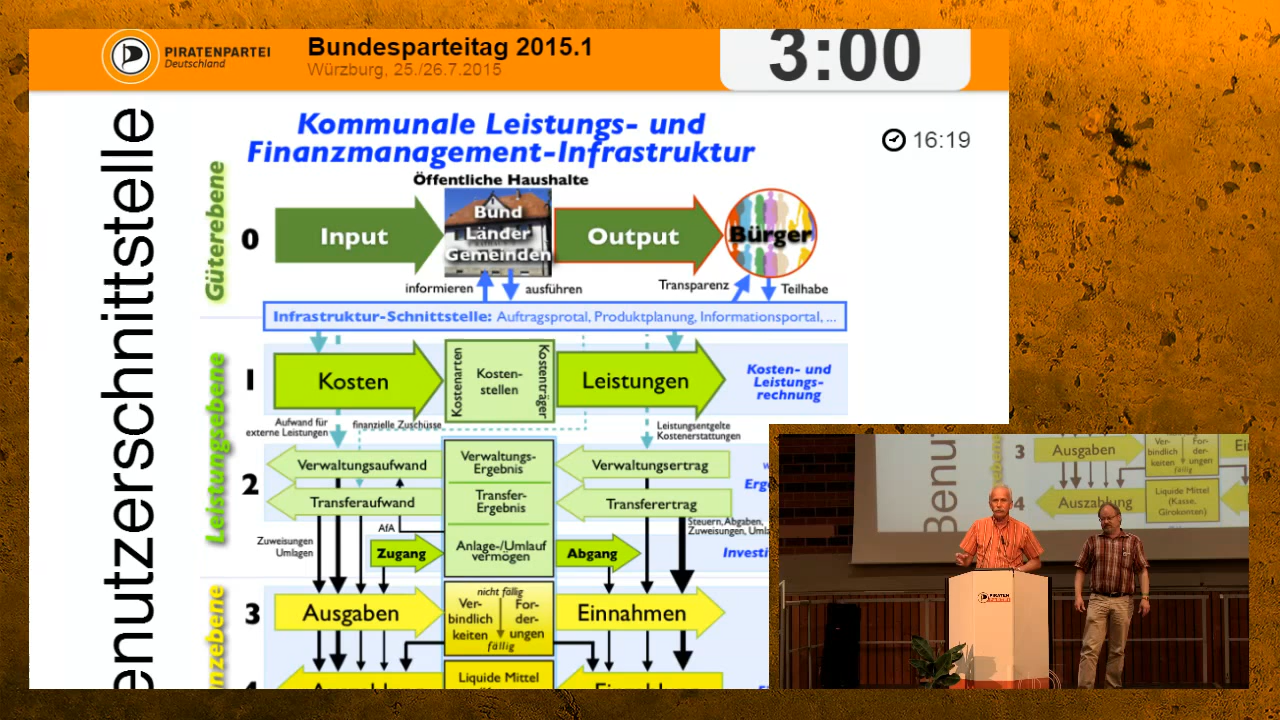 PIRATENPARTEI
Deutschland
Bundesparteitag 2015.1
Würzburg, 25./26.7.2015
3:00
16:19
enutzerschnittstelle
Kommunale Leistungs- und
Finanzmanagement-Infrastruktur
Öffentliche Haushalte
Güterebene
0
Input
Bund
Länder
Gemeinden
Output
Bürger
informieren
ausführen
Transparenz
Teilhabe
Infrastruktur-Schnittstelle: Auftragsprotal, Produktplanung, Informationsportal, ...
Leistungsebene
1
Kosten
Kostenarten
Kosten-
stellen
Kostenträger
Leistungen
Kosten- und
Leistungs-
rechnung
Aufwand für
externe Leistungen
finanzielle Zuschüsse
Leistungsentgelte
Kostenerstattungen
2
Verwaltungsaufwand
Verwaltungs-
Ergebnis
Verwaltungsertrag
Transferaufwand
Transfer-
Ergebnis
Transferertrag
AfA
Steuern, Abgaben,
Zuweisungen, Umla
Zuweisungen
Umlagen
Zugang
Anlage-/Umlauf
vermögen
Abgang
Investi
nzebene
3
Ausgaben
nicht fällig
Ver-
bindlich
keiten
For-
der-
ungen
fällig
Einnahmen
4
Liquide Mittel
Benu
3
Ausgaben
Ver-
bindlich
keiten
For-
der-
ungen
fällig
4
Auszahlung
Liquide Mittel
(Kasse,
Girokonten)
PIRATEN